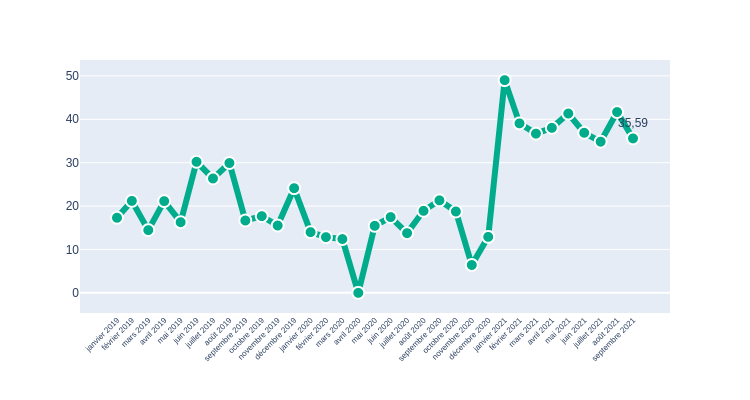 50
40
30
20
10
0
35,59
janvier 2019
février 2019
mars 2019
avril 2019
mai 2019
juin 2019
juillet 2019
août 2019
septembre 2019
octobre 2019
novembre 2019
décembre 2019
janvier 2020
février 2020
mars 2020
avril 2020
mai 2020
juin 2020
juillet 2020
août 2020
septembre 2020
octobre 2020
novembre 2020
décembre 2020
janvier 2021
février 2021
mars 2021
avril 2021
mai 2021
juin 2021
juillet 2021
août 2021
septembre 2021